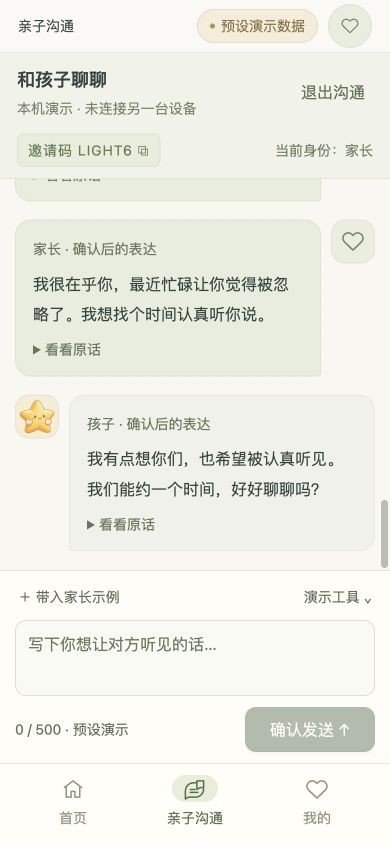 亲子沟通
预设演示数据
和孩子聊聊
退出沟通
本机演示 · 未连接另一台设备
邀请码 LIGHT6
当前身份：家长
家长 · 确认后的表达
我很在乎你，最近忙碌让你觉得被忽
略了。我想找个时间认真听你说。
▶ 看看原话
孩子 · 确认后的表达
我有点想你们，也希望被认真听见。
我们能约一个时间，好好聊聊吗？
▶ 看看原话
＋ 带入家长示例
演示工具
写下你想让对方听见的话...
0 / 500 · 预设演示
确认发送 ↑
首页
亲子沟通
我的